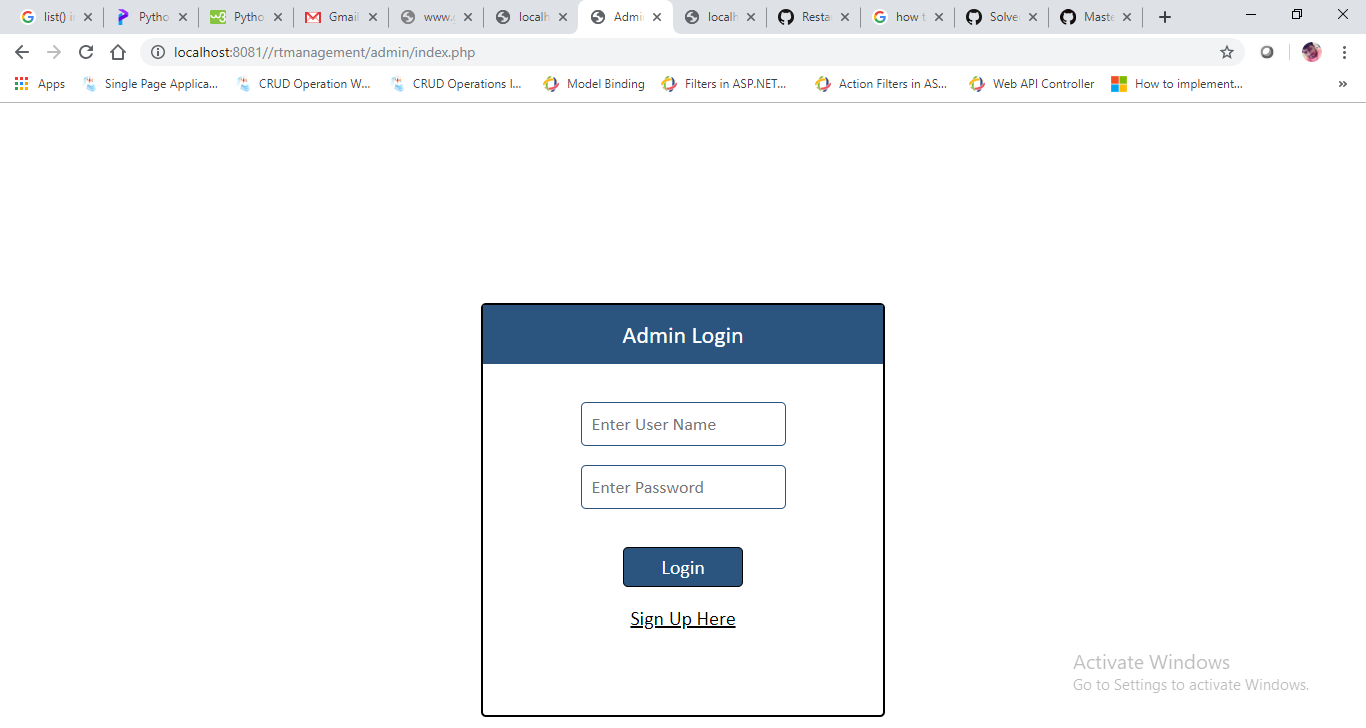 list() i Pytho Pytho Gmail www. localh Admi localh Resta how t Solve Maste
localhost:8081//rtmanagement/admin/index.php
Apps Single Page Applica... CRUD Operation W... CRUD Operations I... Model Binding Filters in ASP.NET... Action Filters in AS... Web API Controller How to implement... »
Admin Login
Enter User Name
Enter Password
Login
Sign Up Here
Activate Windows
Go to Settings to activate Windows.